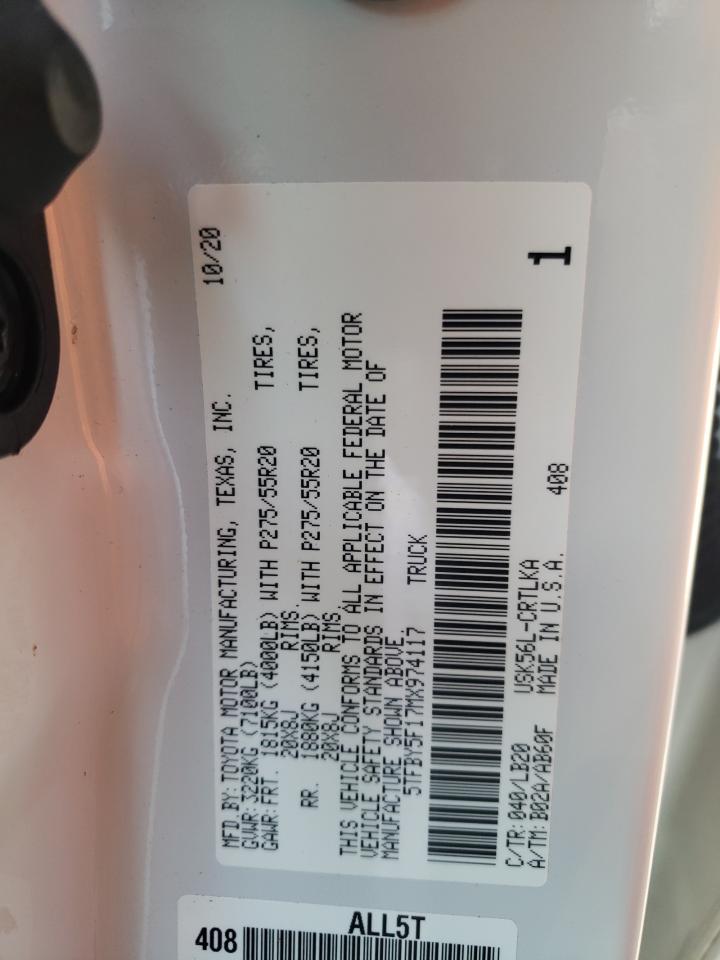 MFD.BY: TOYOTA MOTOR MANUFACTURING, TEXAS, INC. 10/20
GVWR: 3220KG (7100LB)
GAWR: FRT. 1815KG (4000LB) WITH P275/55R20 TIRES,
20X8J RIMS.
RR. 1880KG (4150LB) WITH P275/55R20 TIRES,
20X8J RIMS.
THIS VEHICLE CONFORMS TO ALL APPLICABLE FEDERAL MOTOR
VEHICLE SAFETY STANDARDS IN EFFECT ON THE DATE OF
MANUFACTURE SHOWN ABOVE.
5TFBY5F17MX974117 TRUCK
C/TR: 040/LB20 USK56L-CRTLKA
A/TM: B02A/AB60F MADE IN U.S.A. 408
1
ALL5T
408